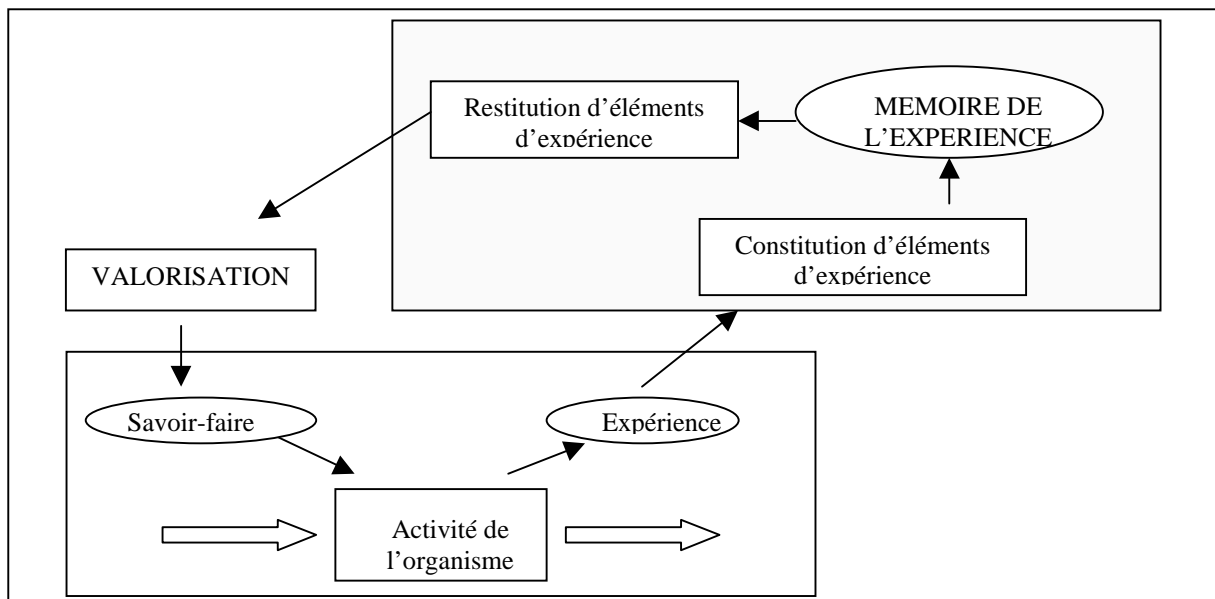 Restitution d’éléments
d’expérience
MEMOIRE DE
L’EXPERIENCE
Constitution d’éléments
d’expérience
VALORISATION
Savoir-faire
Expérience
Activité de
l’organisme